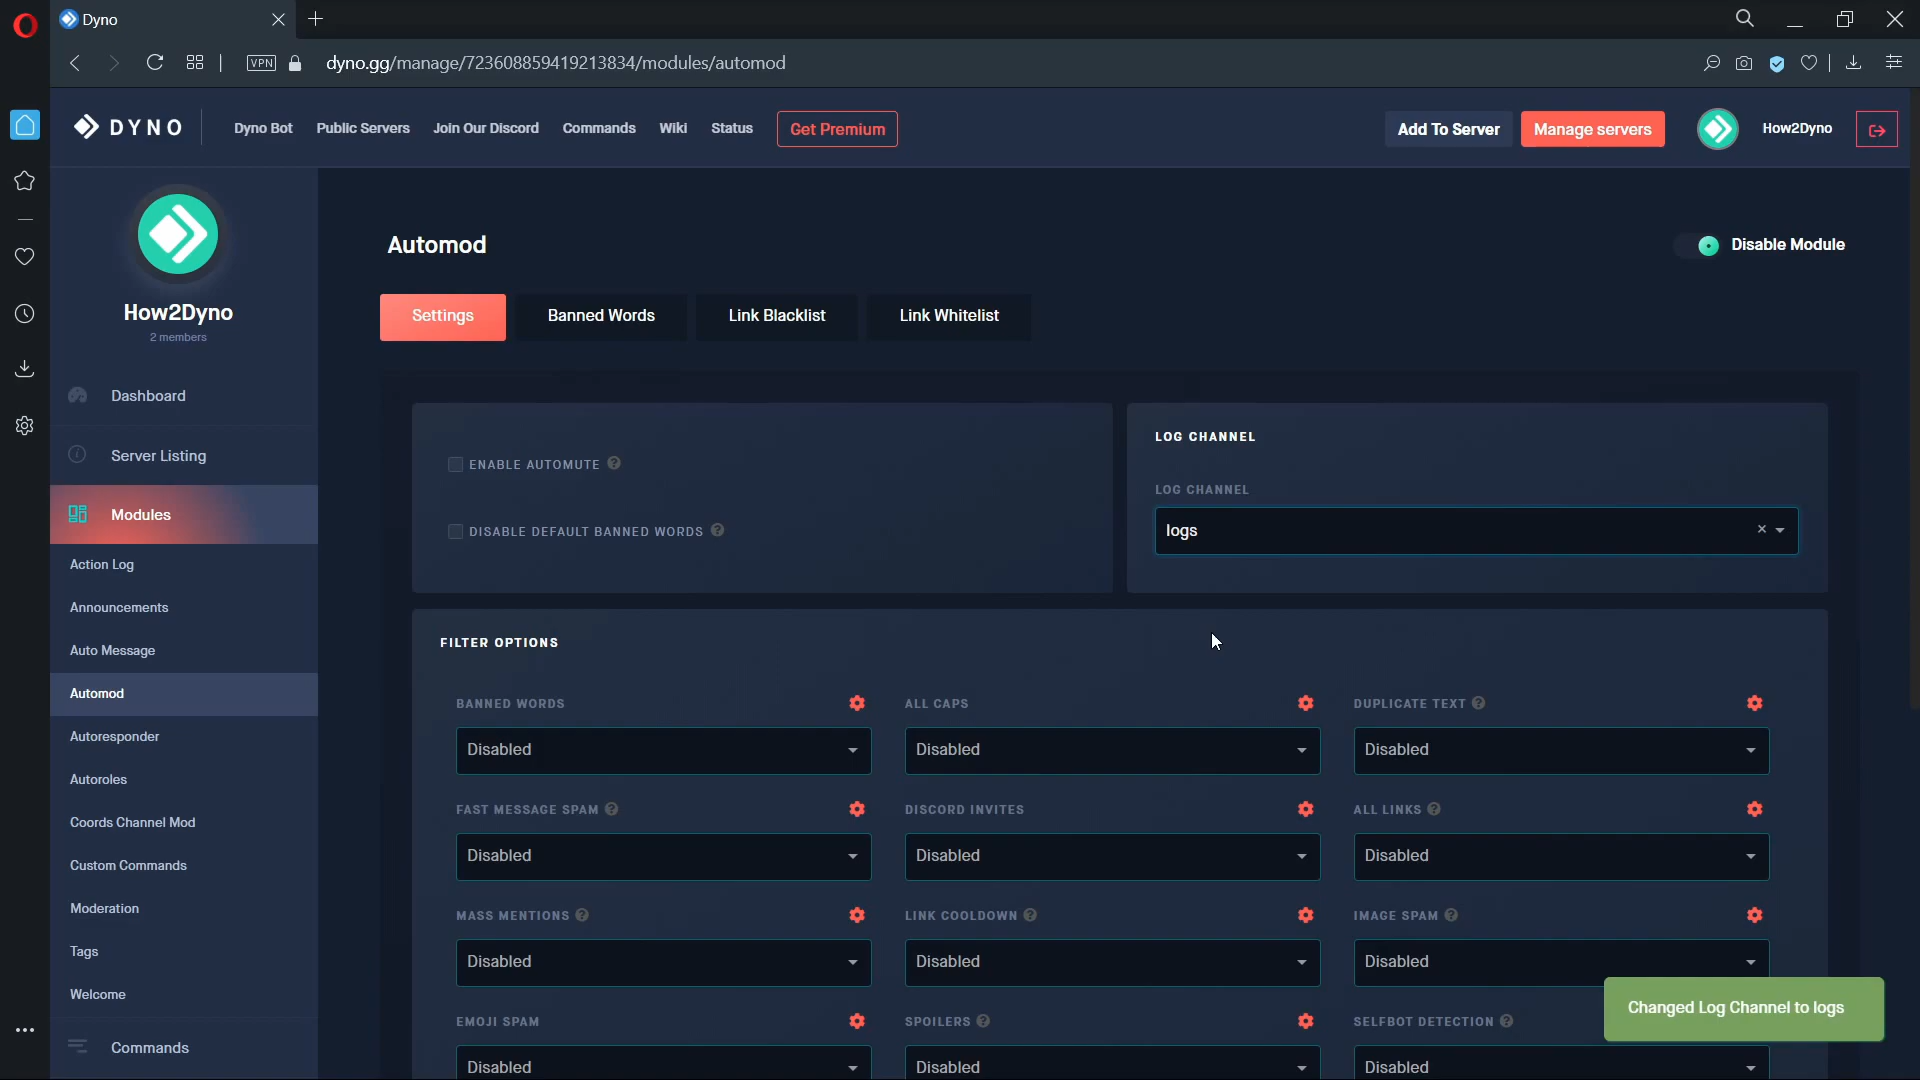 Dyno
VPN
dyno.gg/manage/723608859419213834/modules/automod
DYNO
Dyno Bot
Public Servers
Join Our Discord
Commands
Wiki
Status
Get Premium
Add To Server
Manage servers
How2Dyno
How2Dyno
2 members
Dashboard
Server Listing
Modules
Action Log
Announcements
Auto Message
Automod
Autoresponder
Autoroles
Coords Channel Mod
Custom Commands
Moderation
Tags
Welcome
Commands
Automod
Disable Module
Settings
Banned Words
Link Blacklist
Link Whitelist
ENABLE AUTOMUTE ?
DISABLE DEFAULT BANNED WORDS ?
LOG CHANNEL
LOG CHANNEL
logs
FILTER OPTIONS
BANNED WORDS
ALL CAPS
DUPLICATE TEXT ?
Disabled
Disabled
Disabled
FAST MESSAGE SPAM ?
DISCORD INVITES
ALL LINKS ?
Disabled
Disabled
Disabled
MASS MENTIONS ?
LINK COOLDOWN ?
IMAGE SPAM ?
Disabled
Disabled
Disabled
EMOJI SPAM
SPOILERS ?
SELFBOT DETECTION ?
Disabled
Disabled
Disabled
Changed Log Channel to logs